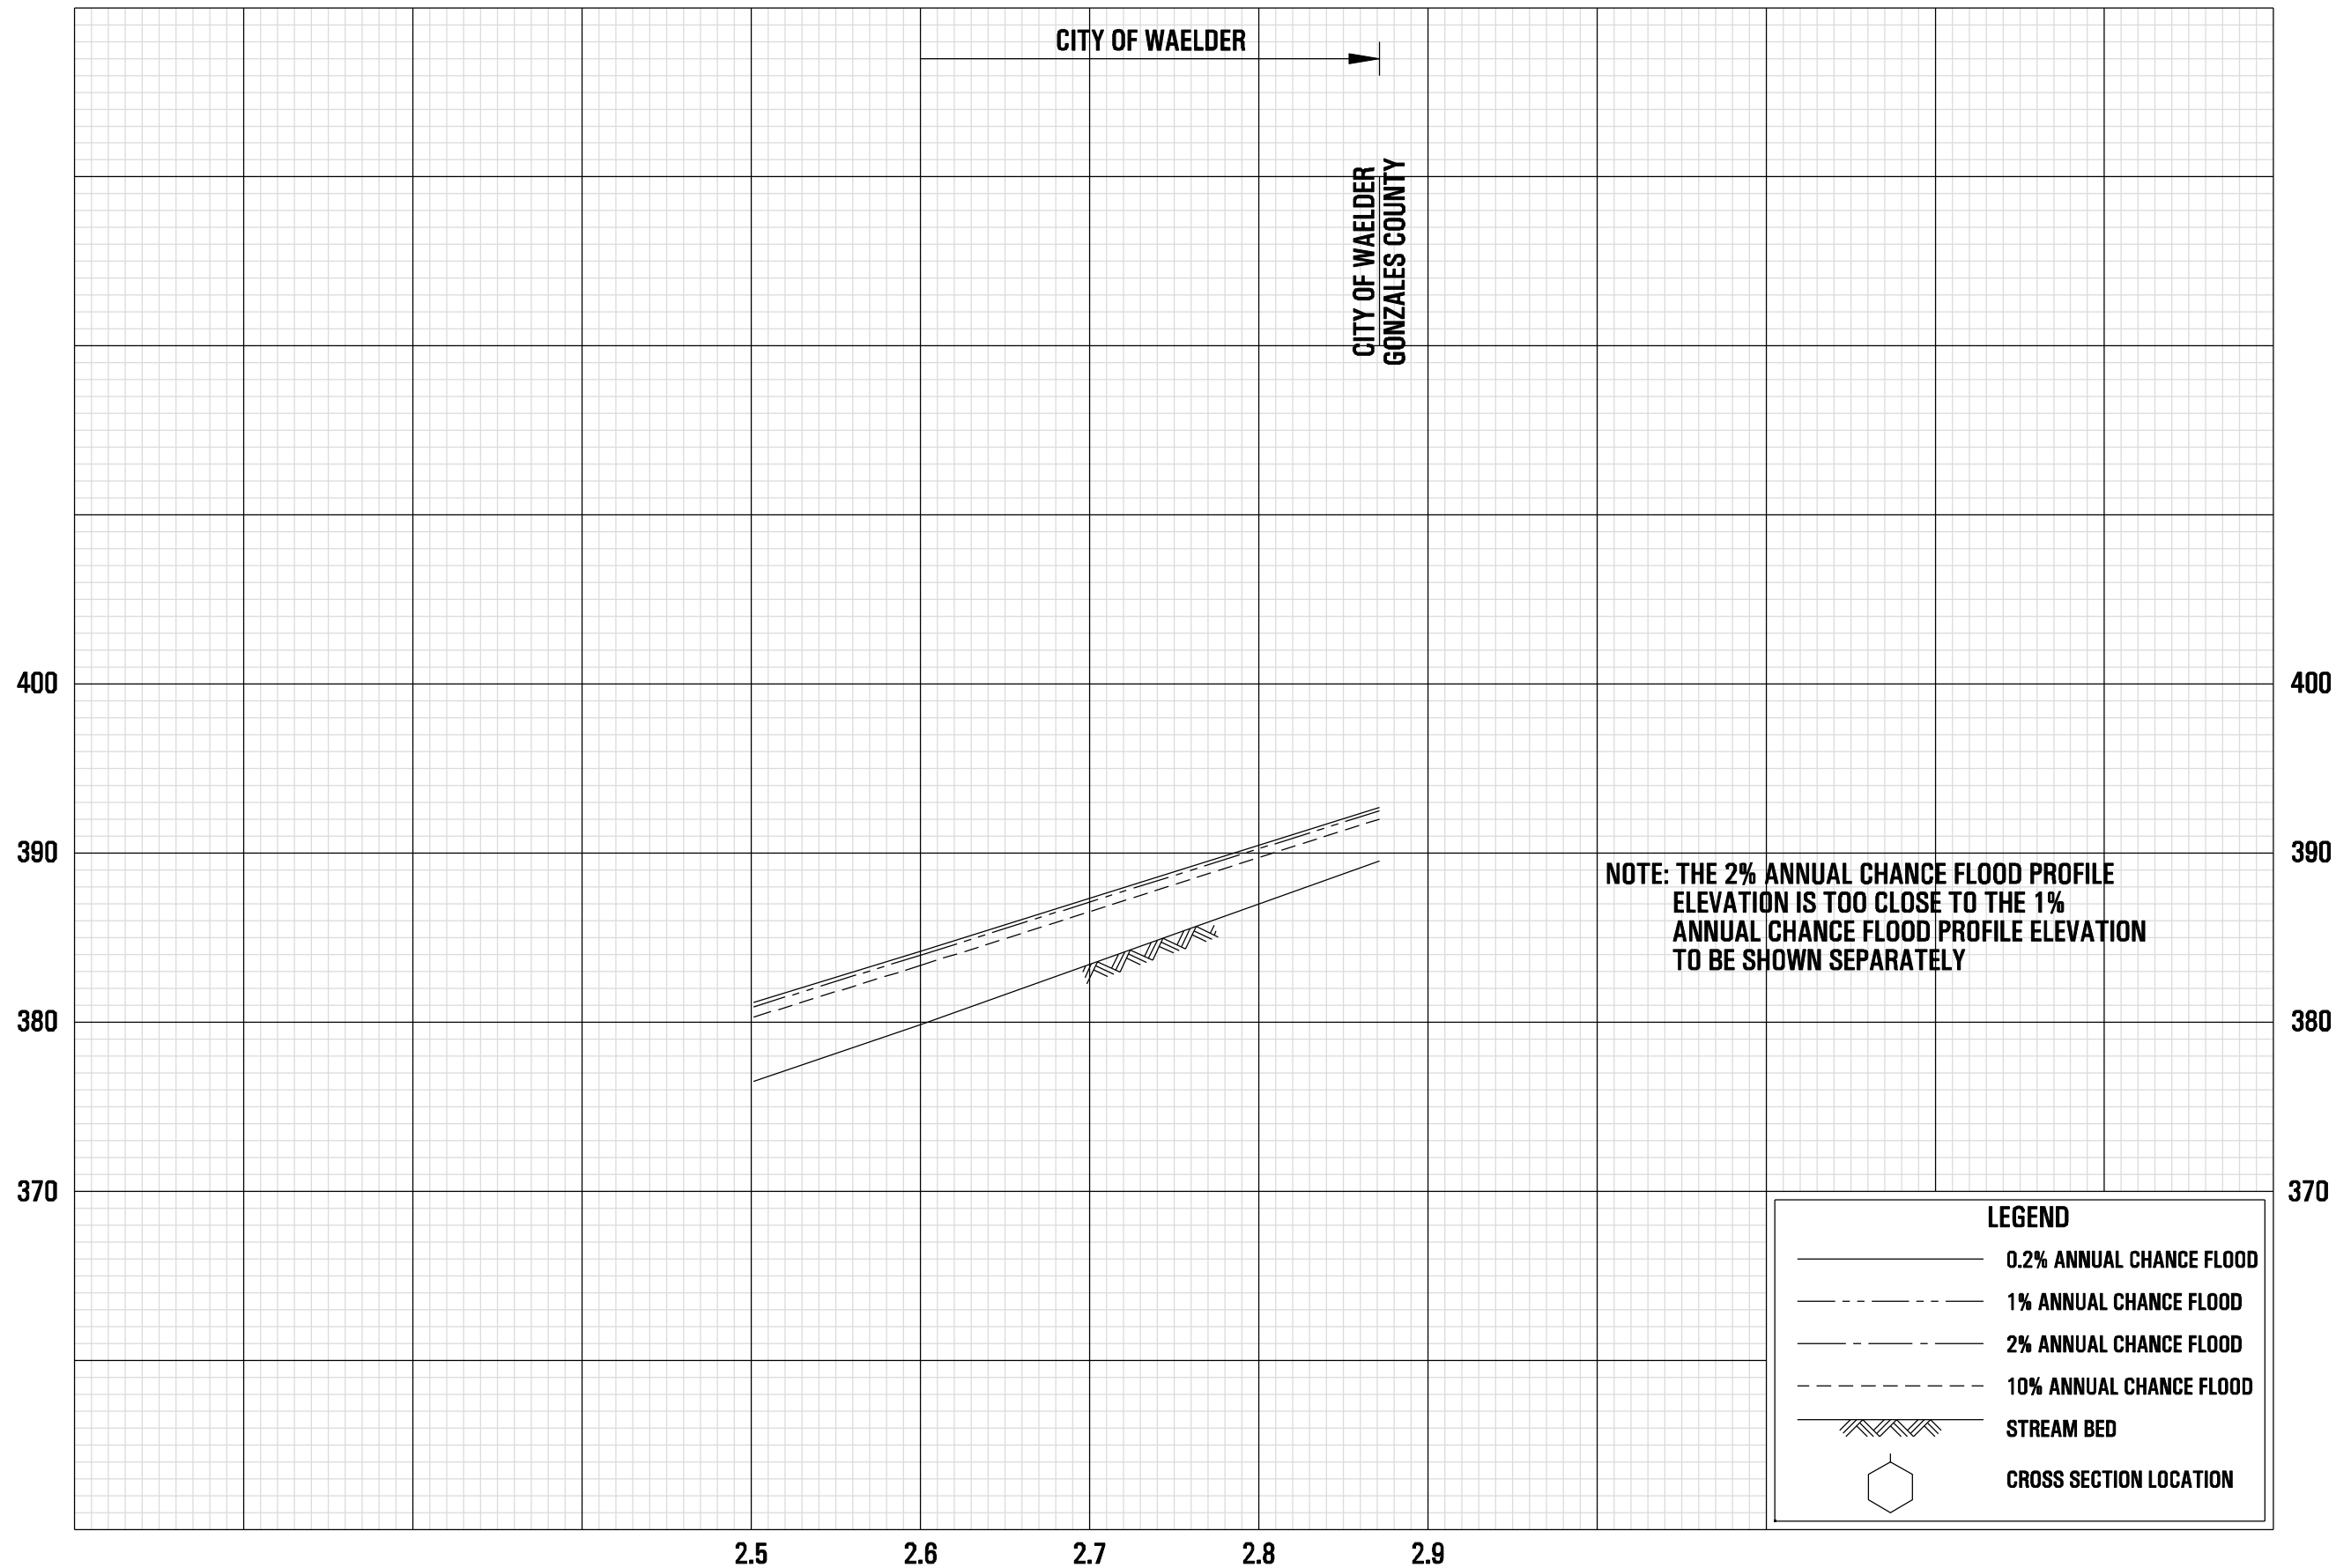 CITY OF WAELDER
CITY OF WAELDER
GONZALES COUNTY
400
400
390
390
NOTE: THE 2% ANNUAL CHANCE FLOOD PROFILE
ELEVATION IS TOO CLOSE TO THE 1%
ANNUAL CHANCE FLOOD PROFILE ELEVATION
TO BE SHOWN SEPARATELY
380
380
370
370
LEGEND
0.2% ANNUAL CHANCE FLOOD
1% ANNUAL CHANCE FLOOD
2% ANNUAL CHANCE FLOOD
10% ANNUAL CHANCE FLOOD
STREAM BED
CROSS SECTION LOCATION
2.5 2.6 2.7 2.8 2.9